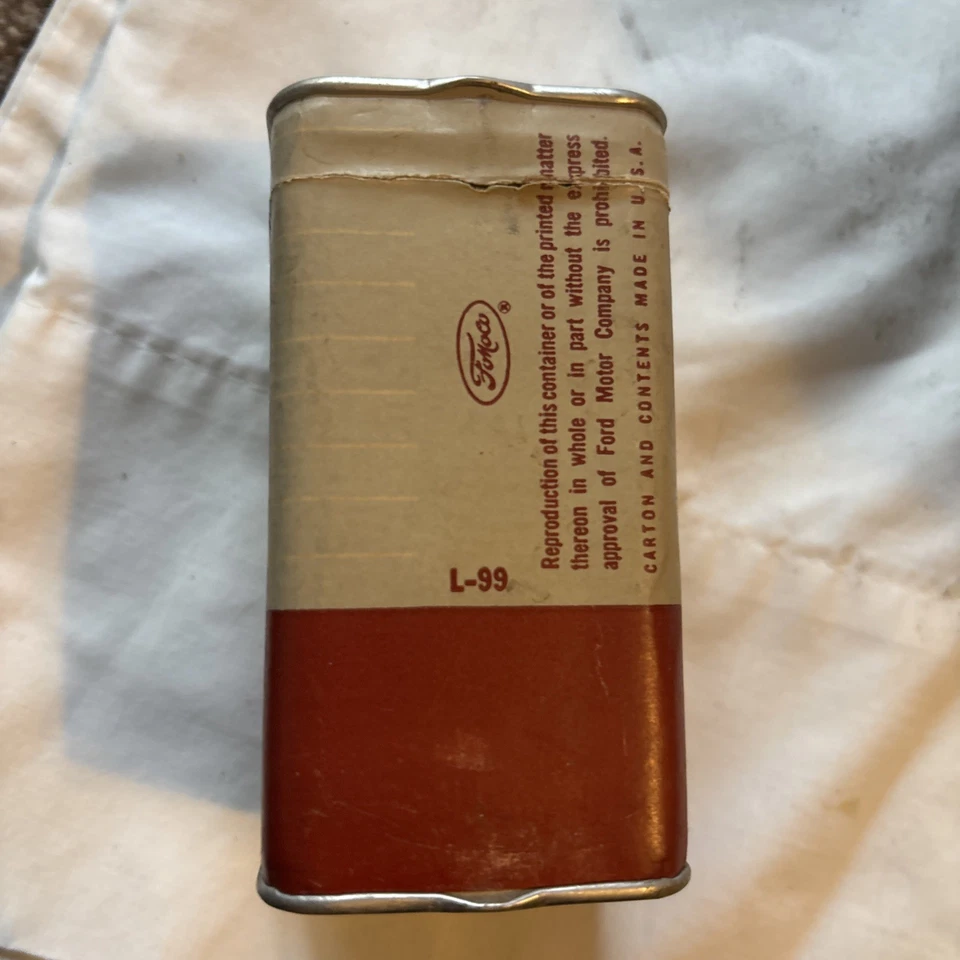 FoMoCo ®
L-99
Reproduction of this container or of the printed matter
thereon in whole or in part without the express
approval of Ford Motor Company is prohibited.
CARTON AND CONTENTS MADE IN U.S.A.